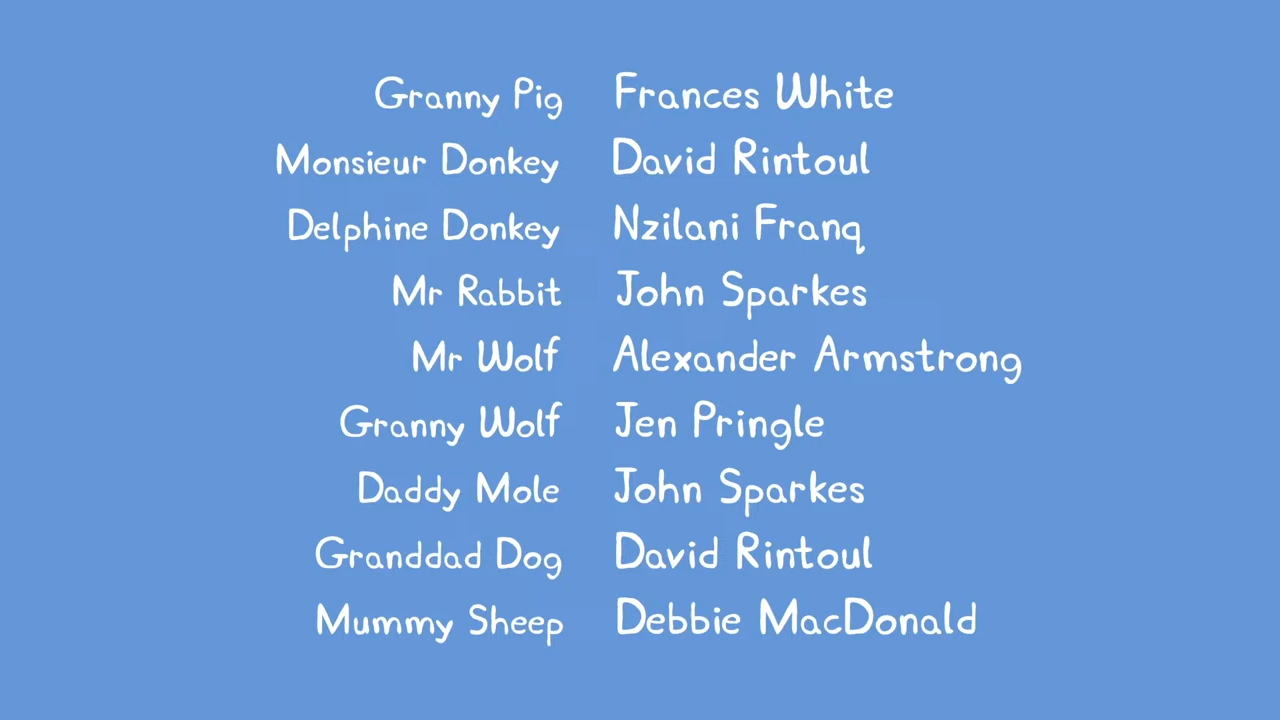 Granny Pig Frances White
Monsieur Donkey David Rintoul
Delphine Donkey Nzilani Franq
Mr Rabbit John Sparkes
Mr Wolf Alexander Armstrong
Granny Wolf Jen Pringle
Daddy Mole John Sparkes
Granddad Dog David Rintoul
Mummy Sheep Debbie MacDonald